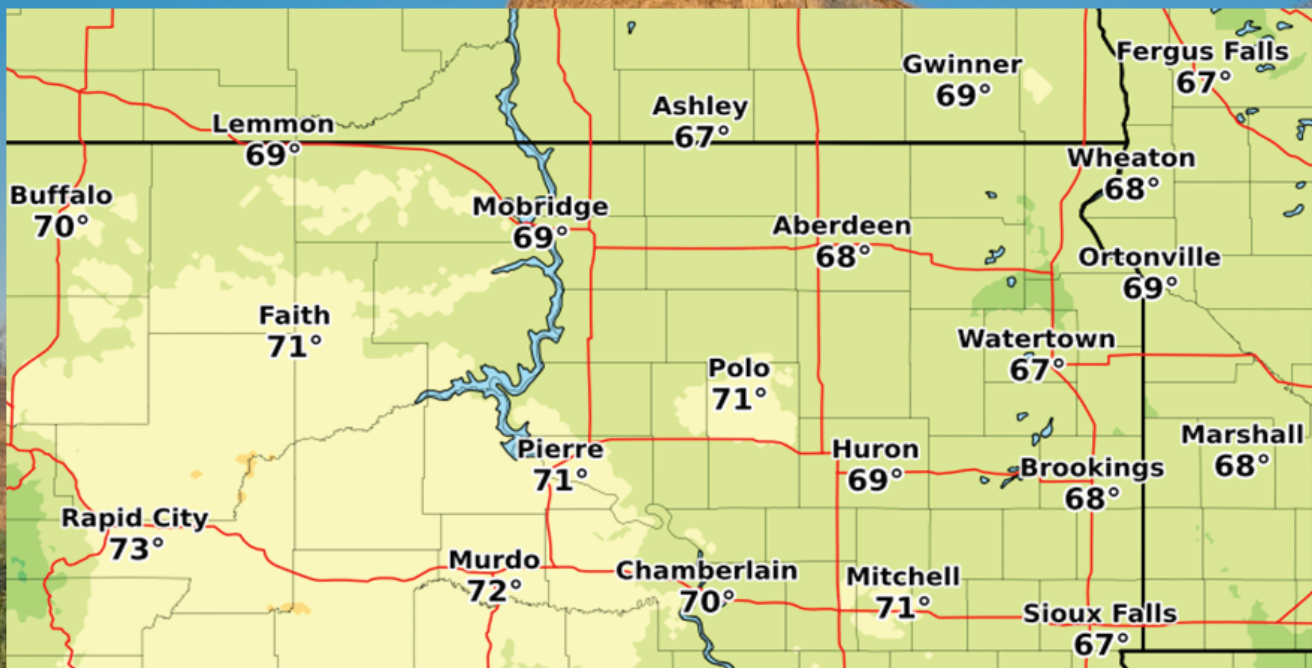 Fergus Falls
67°
Gwinner
69°
Ashley
67°
Lemmon
69°
Wheaton
68°
Buffalo
70°
Mobridge
69°
Aberdeen
68°
Ortonville
69°
Faith
71°
Watertown
67°
Polo
71°
Marshall
68°
Pierre
71°
Huron
69°
Brookings
68°
Rapid City
73°
Murdo
72°
Chamberlain
70°
Mitchell
71°
Sioux Falls
67°